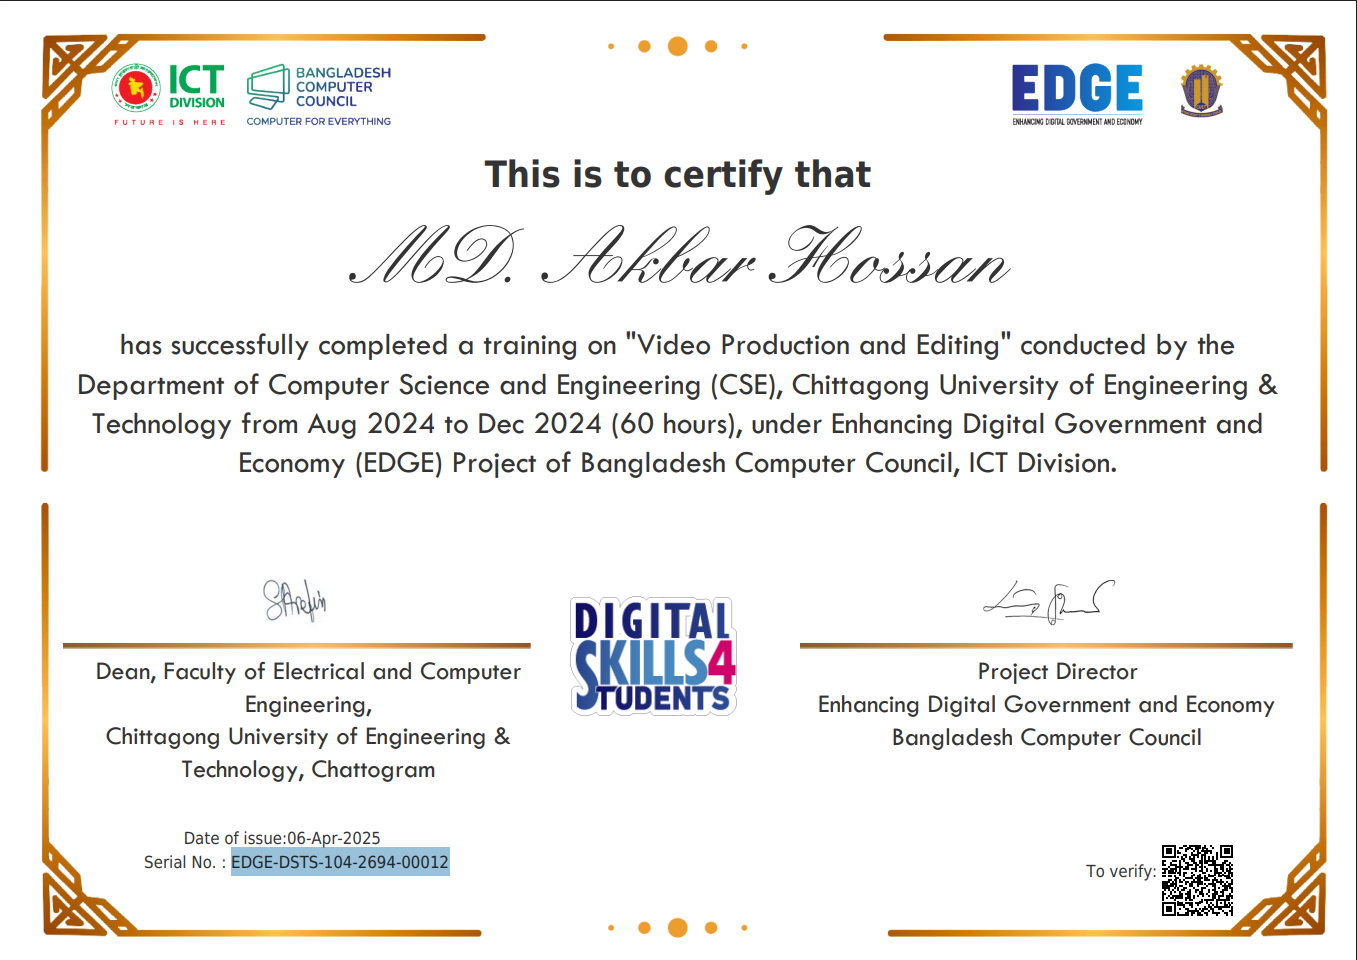 ICT
DIVISION
FUTURE IS HERE
BANGLADESH
COMPUTER
COUNCIL
COMPUTER FOR EVERYTHING
EDGE
ENHANCING DIGITAL GOVERNMENT AND ECONOMY
This is to certify that
MD. Akbar Hossan
has successfully completed a training on "Video Production and Editing" conducted by the
Department of Computer Science and Engineering (CSE), Chittagong University of Engineering &
Technology from Aug 2024 to Dec 2024 (60 hours), under Enhancing Digital Government and
Economy (EDGE) Project of Bangladesh Computer Council, ICT Division.
SArefin
Dean, Faculty of Electrical and Computer
Engineering,
Chittagong University of Engineering &
Technology, Chattogram
DIGITAL
SKILLS4
STUDENTS
Project Director
Enhancing Digital Government and Economy
Bangladesh Computer Council
Date of issue:06-Apr-2025
Serial No. : EDGE-DSTS-104-2694-00012
To verify: